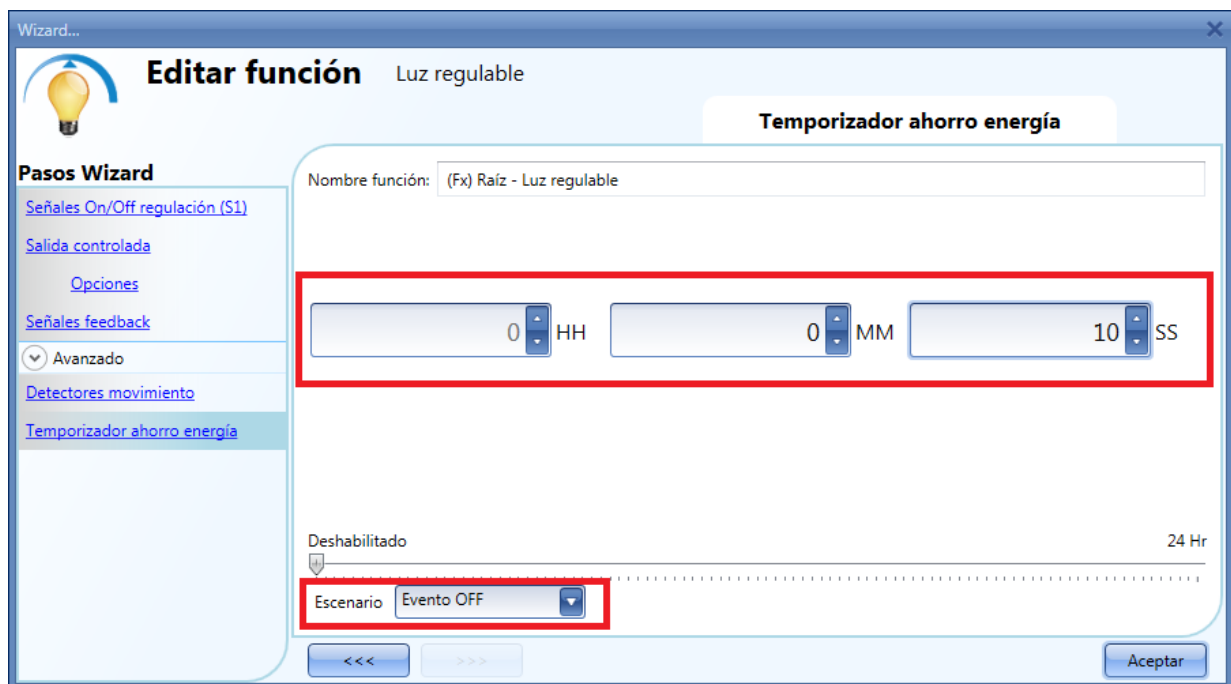 Wizard...
Editar función Luz regulable
Temporizador ahorro energía
Pasos Wizard
Señales On/Off regulación (S1)
Salida controlada
Opciones
Señales feedback
Avanzado
Detectores movimiento
Temporizador ahorro energía
Nombre función: (Fx) Raíz - Luz regulable
0 HH 0 MM 10 SS
Deshabilitado 24 Hr
Escenario Evento OFF
<<< >>> Aceptar